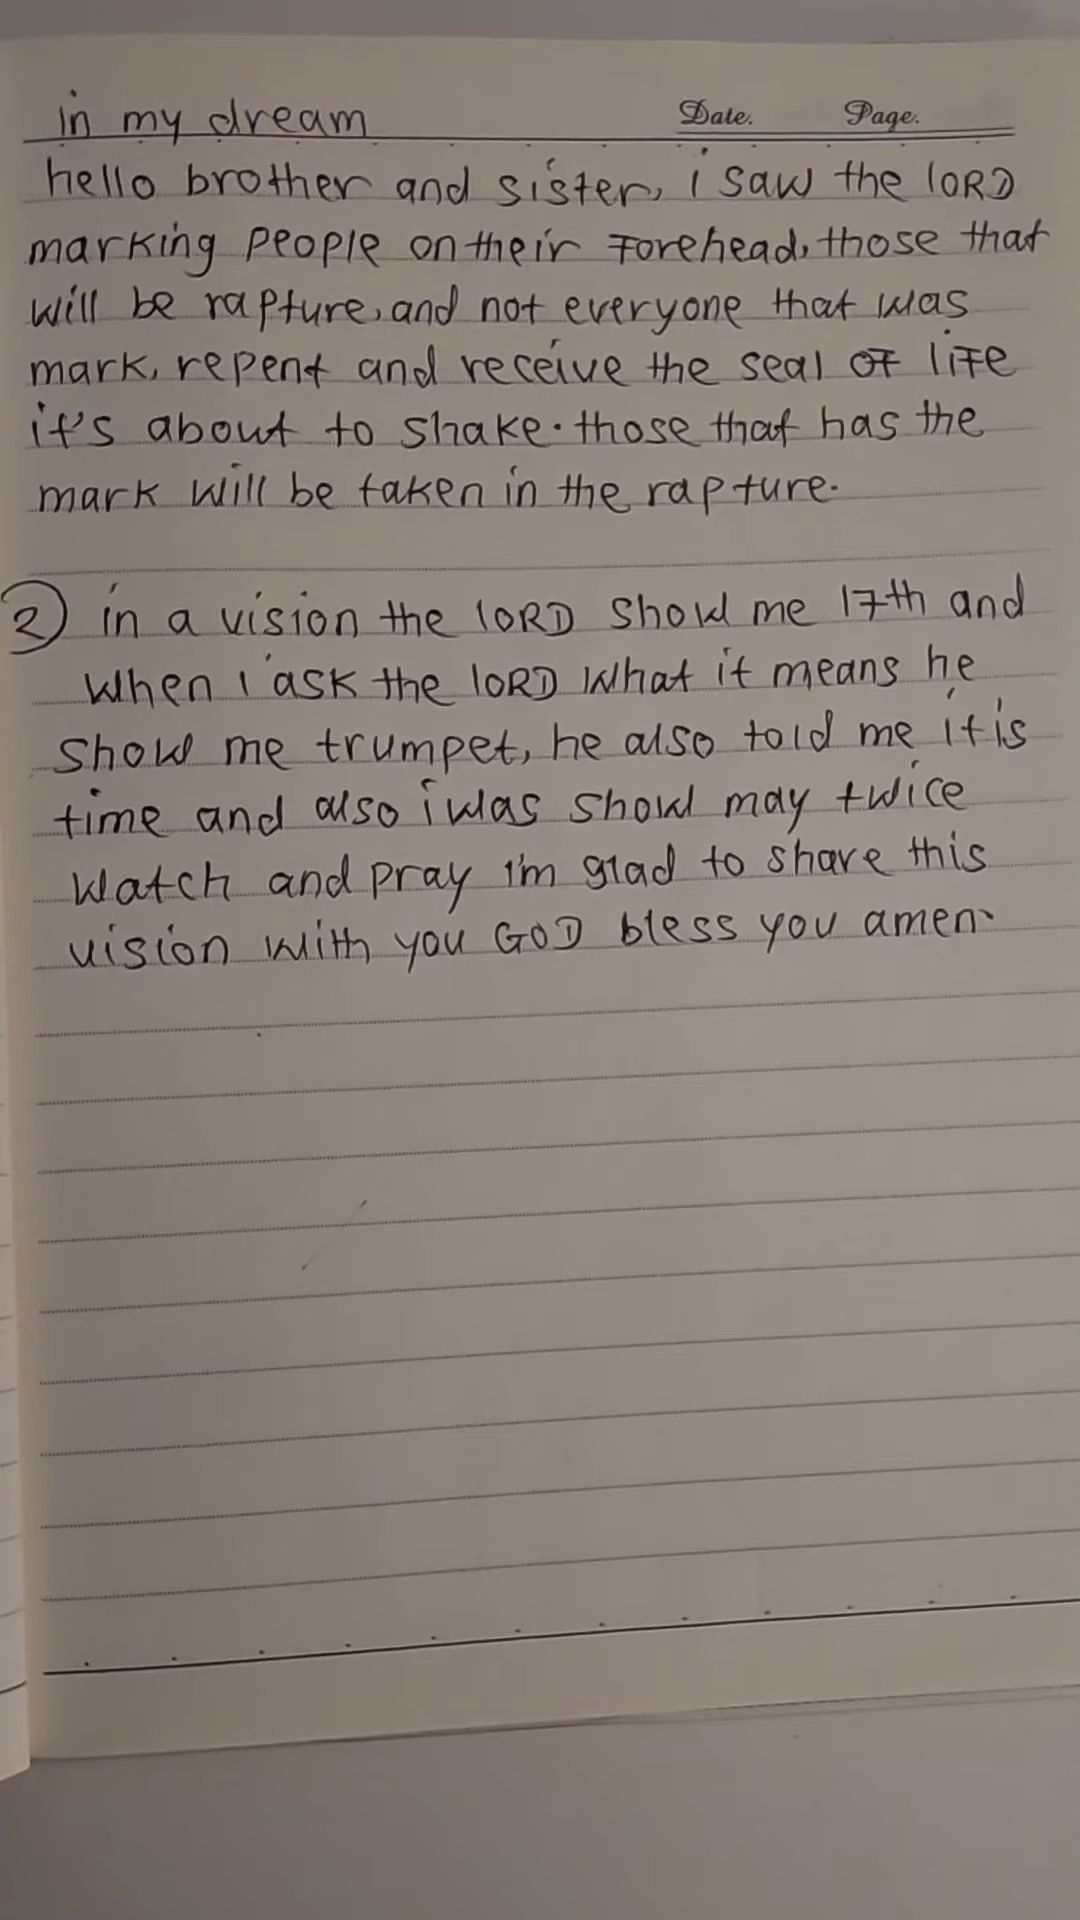 in my dream
Date. Page.
hello brother and sister, i saw the lORD
marking people on their Forehead, those that
will be rapture, and not everyone that was
mark, repent and receive the seal of life
it's about to shake. those that has the
mark will be taken in the rapture.
2 in a vision the lORD show me 17th and
when i ask the lORD what it means he
show me trumpet, he also told me it is
time and also i was show may twice
watch and pray i'm glad to share this
vision with you GOD bless you amen.